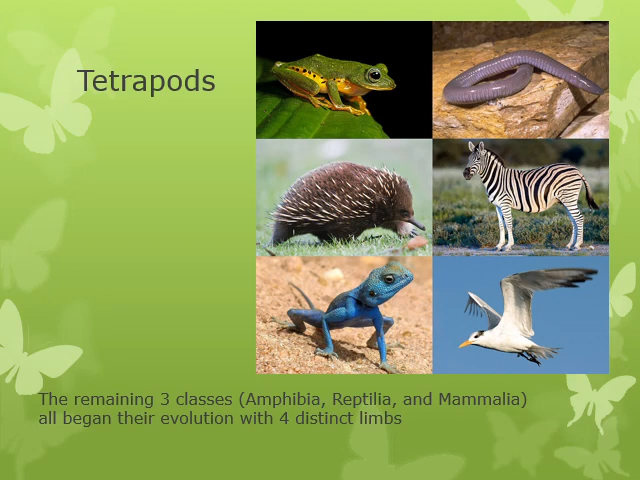 Tetrapods
The remaining 3 classes (Amphibia, Reptilia, and Mammalia)
all began their evolution with 4 distinct limbs